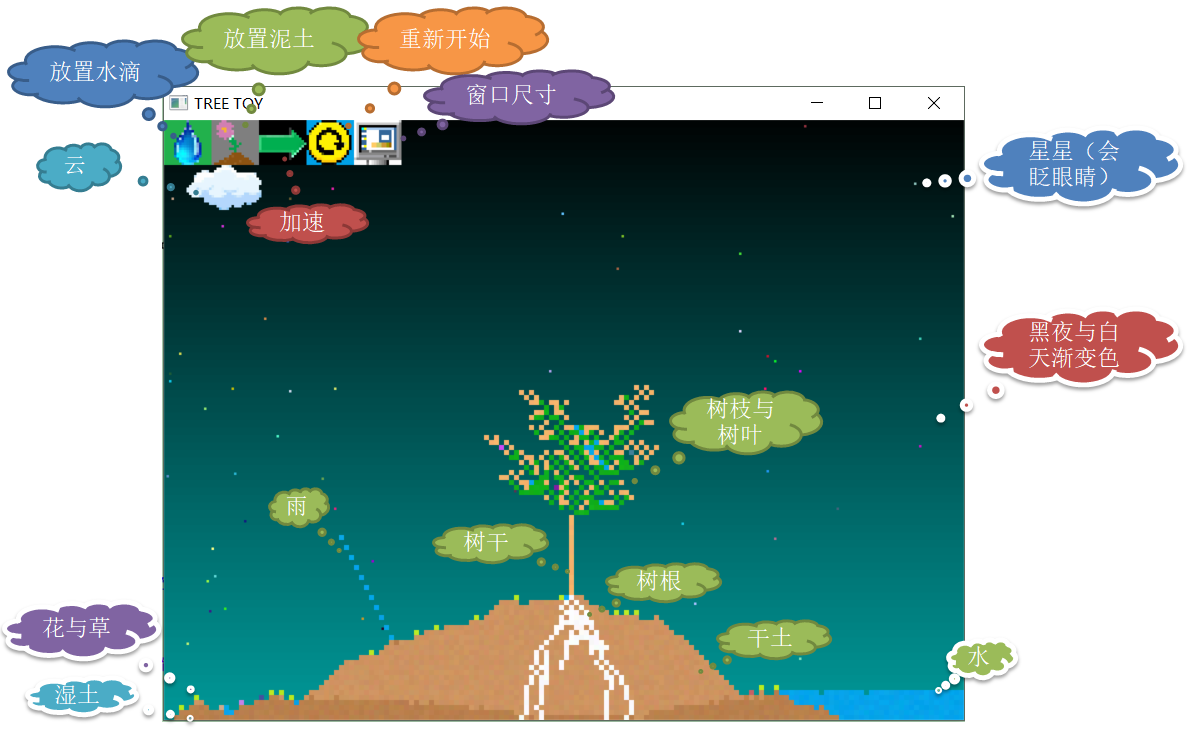 放置泥土
重新开始
放置水滴
窗口尺寸
TREE TOY
云
星星（会
眨眼睛）
加速
黑夜与白
天渐变色
树枝与
树叶
雨
树干
树根
花与草
干土
水
湿土